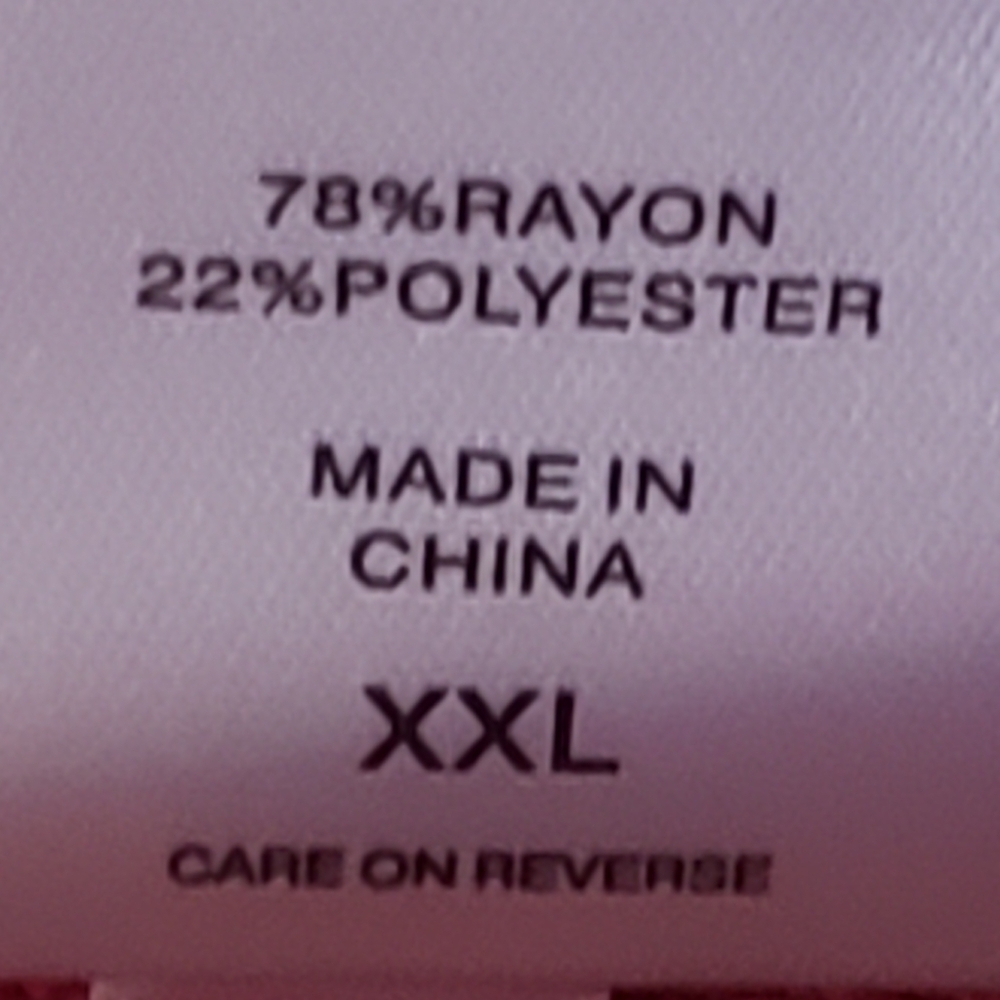 78%RAYON
22%POLYESTER
MADE IN
CHINA
XXL
CARE ON REVERSE